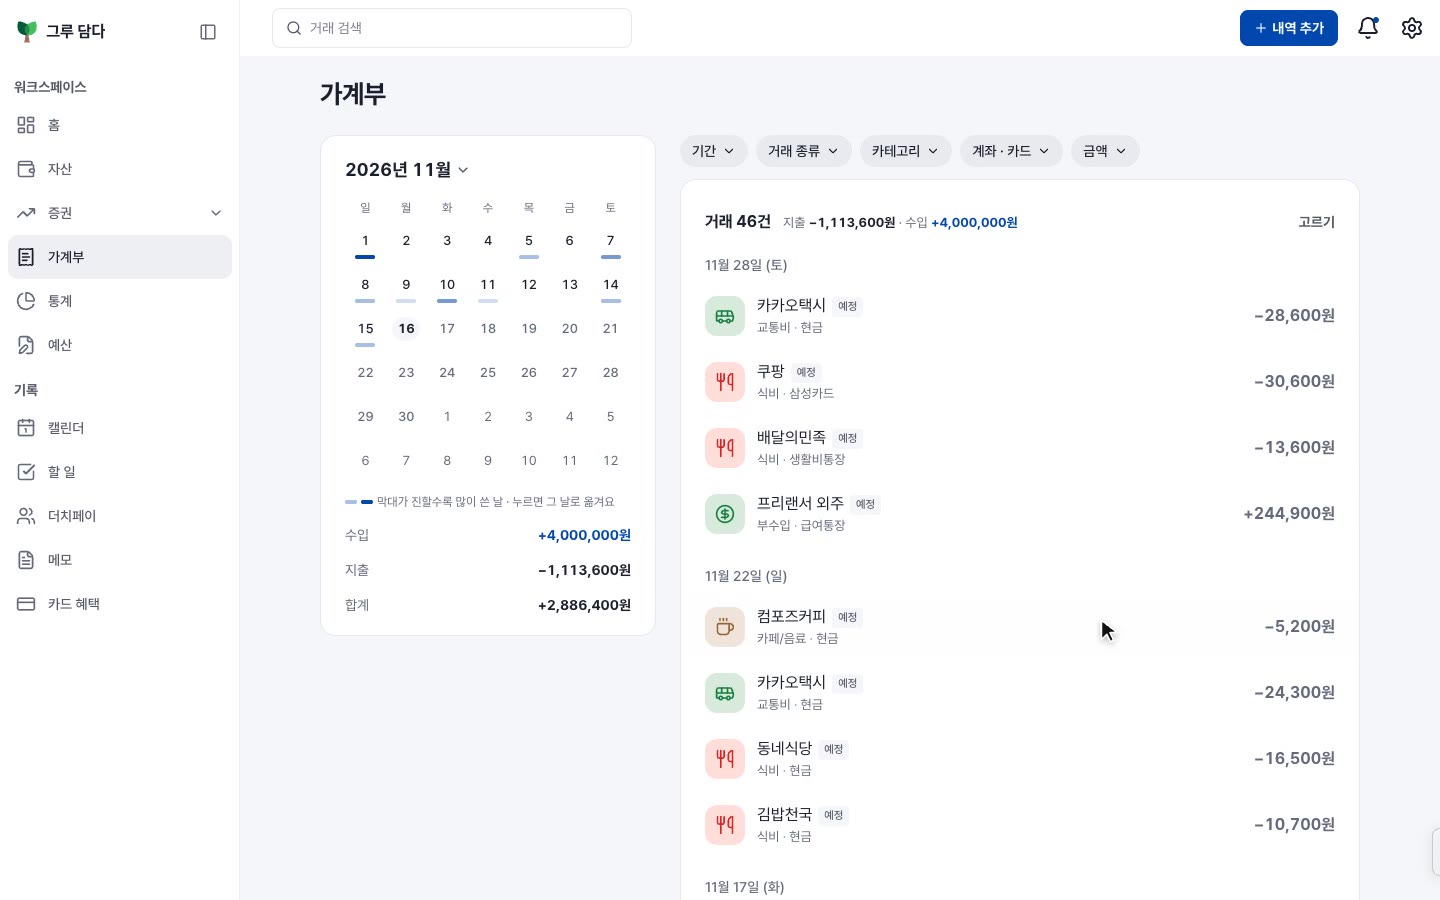 그루 담다
거래 검색
+ 내역 추가
워크스페이스
홈
자산
증권
가계부
통계
예산
기록
캘린더
할 일
더치페이
메모
카드 혜택
가계부
2026년 11월
일 월 화 수 목 금 토
1 2 3 4 5 6 7
8 9 10 11 12 13 14
15 16 17 18 19 20 21
22 23 24 25 26 27 28
29 30 1 2 3 4 5
6 7 8 9 10 11 12
막대가 진할수록 많이 쓴 날 · 누르면 그 날로 옮겨요
수입 +4,000,000원
지출 −1,113,600원
합계 +2,886,400원
기간 거래 종류 카테고리 계좌 · 카드 금액
거래 46건 지출 −1,113,600원 · 수입 +4,000,000원 고르기
11월 28일 (토)
카카오택시 예정
교통비 · 현금
−28,600원
쿠팡 예정
식비 · 삼성카드
−30,600원
배달의민족 예정
식비 · 생활비통장
−13,600원
프리랜서 외주 예정
부수입 · 급여통장
+244,900원
11월 22일 (일)
컴포즈커피 예정
카페/음료 · 현금
−5,200원
카카오택시 예정
교통비 · 현금
−24,300원
동네식당 예정
식비 · 현금
−16,500원
김밥천국 예정
식비 · 현금
−10,700원
11월 17일 (화)